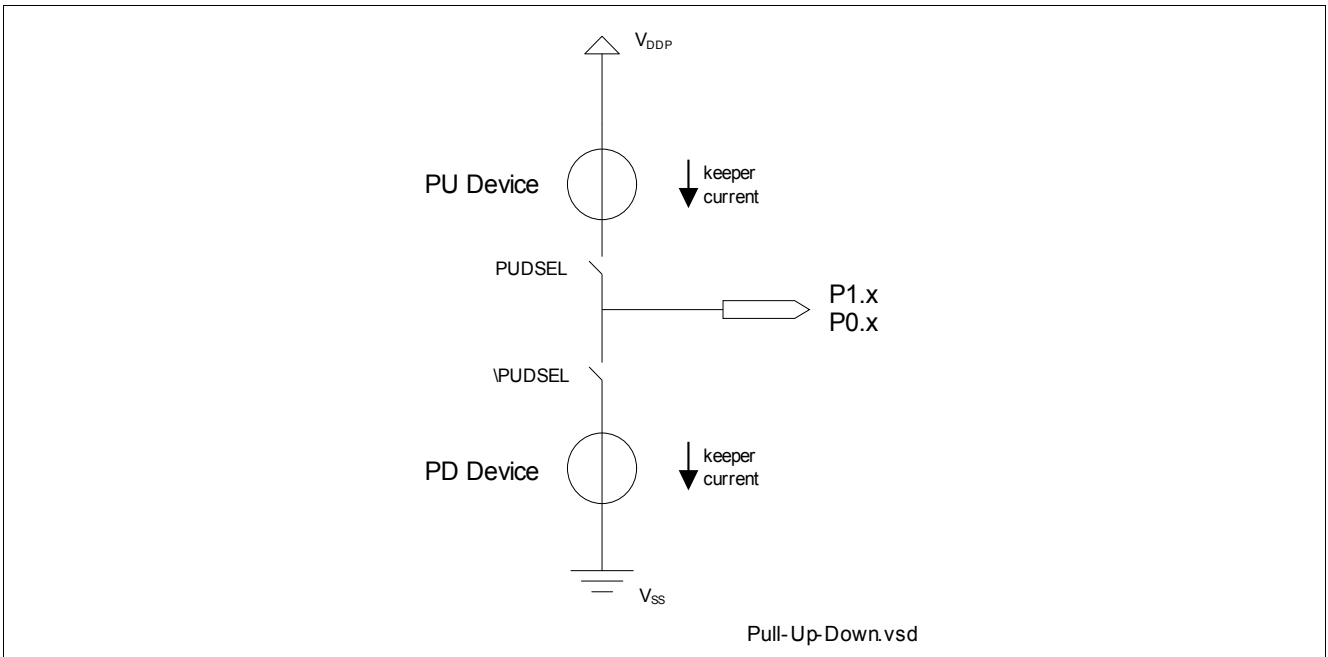 VDDP
PU Device
keeper
current
PUDSEL
P1.x
P0.x
\PUDSEL
PD Device
keeper
current
VSS
Pull-Up-Down.vsd